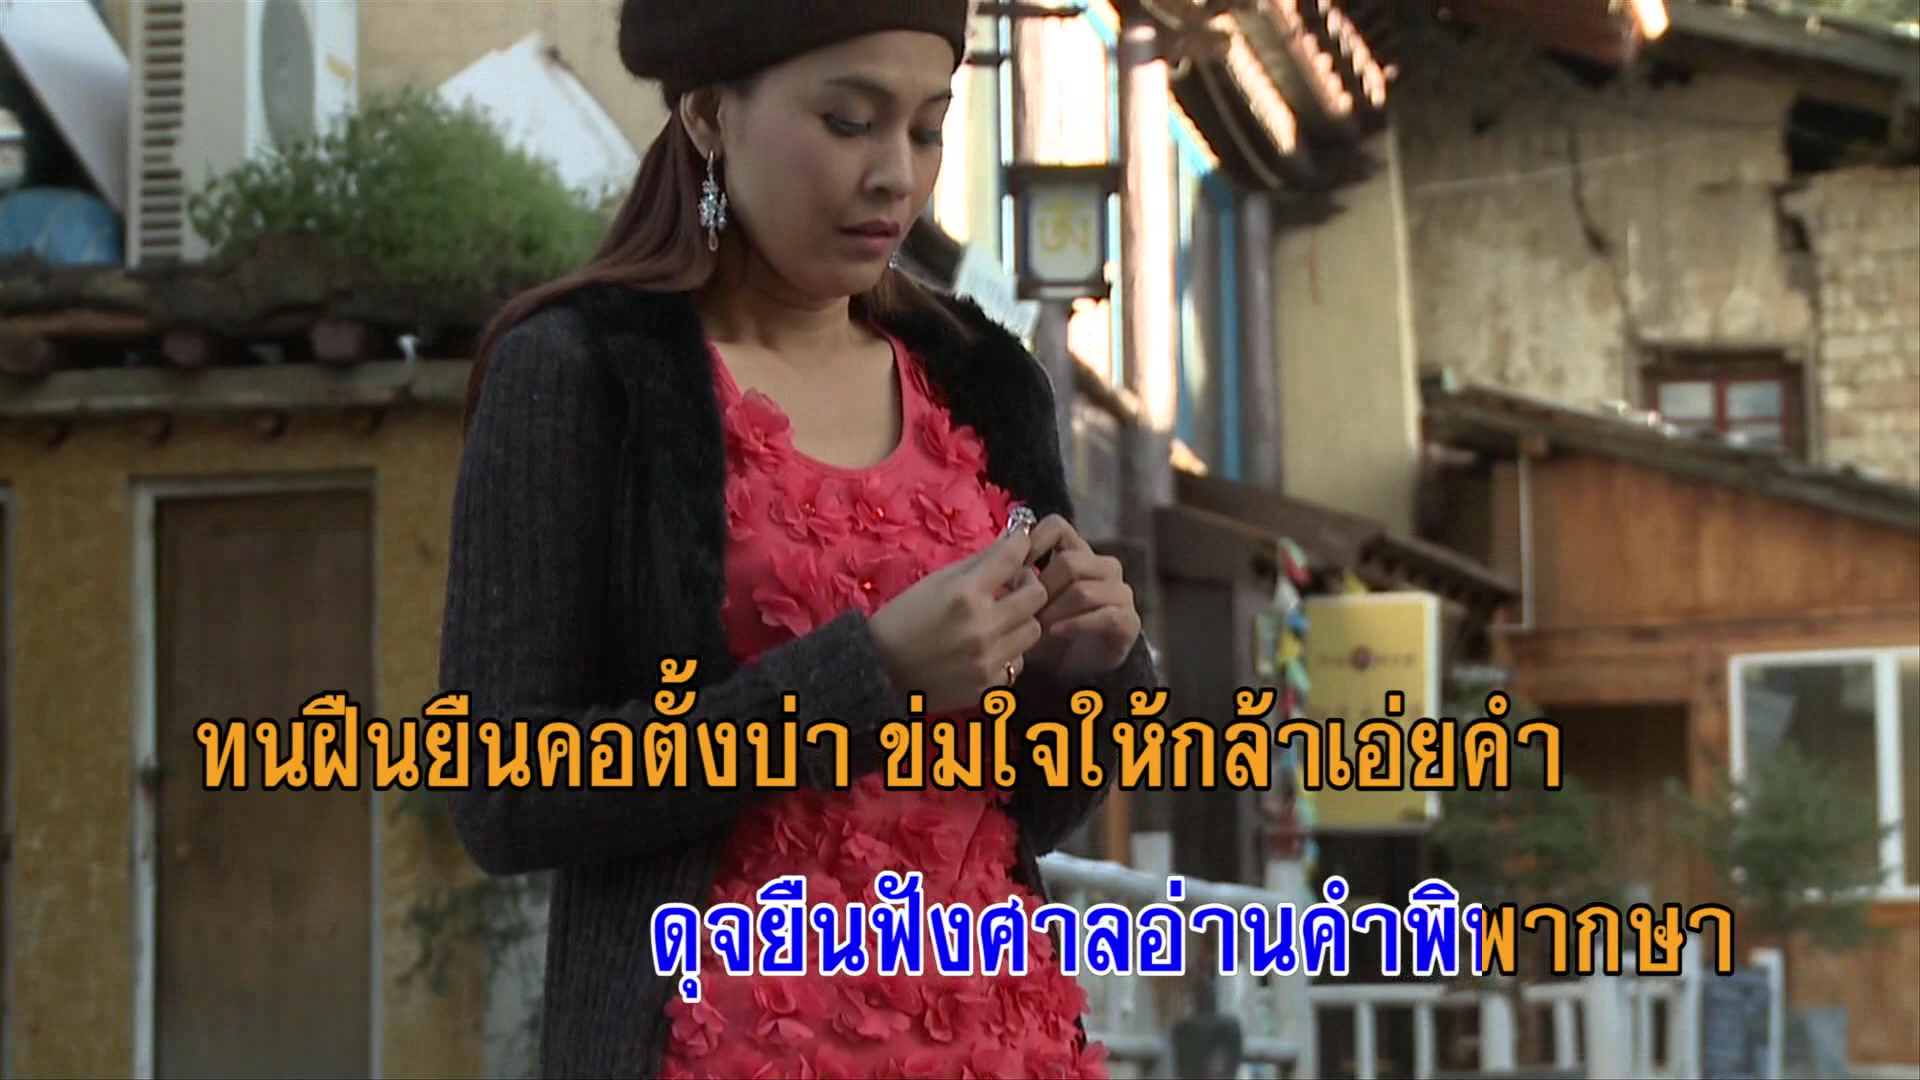 ทนฝืนยืนคอตั้งบ่า ข่มใจให้กล้าเอ่ยคำ
ดุจยืนฟังศาลอ่านคำพิพากษา